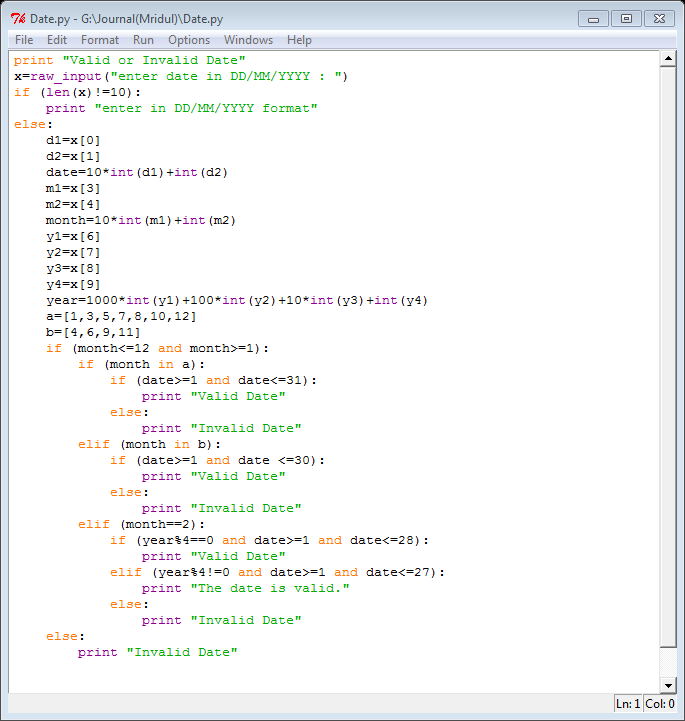 Date.py - G:\Journal(Mridul)\Date.py
File Edit Format Run Options Windows Help
print "Valid or Invalid Date"
x=raw_input("enter date in DD/MM/YYYY : ")
if (len(x)!=10):
    print "enter in DD/MM/YYYY format"
else:
    d1=x[0]
    d2=x[1]
    date=10*int(d1)+int(d2)
    m1=x[3]
    m2=x[4]
    month=10*int(m1)+int(m2)
    y1=x[6]
    y2=x[7]
    y3=x[8]
    y4=x[9]
    year=1000*int(y1)+100*int(y2)+10*int(y3)+int(y4)
    a=[1,3,5,7,8,10,12]
    b=[4,6,9,11]
    if (month<=12 and month>=1):
        if (month in a):
            if (date>=1 and date<=31):
                print "Valid Date"
            else:
                print "Invalid Date"
        elif (month in b):
            if (date>=1 and date <=30):
                print "Valid Date"
            else:
                print "Invalid Date"
        elif (month==2):
            if (year%4==0 and date>=1 and date<=28):
                print "Valid Date"
            elif (year%4!=0 and date>=1 and date<=27):
                print "The date is valid."
            else:
                print "Invalid Date"
    else:
        print "Invalid Date"
Ln: 1 Col: 0